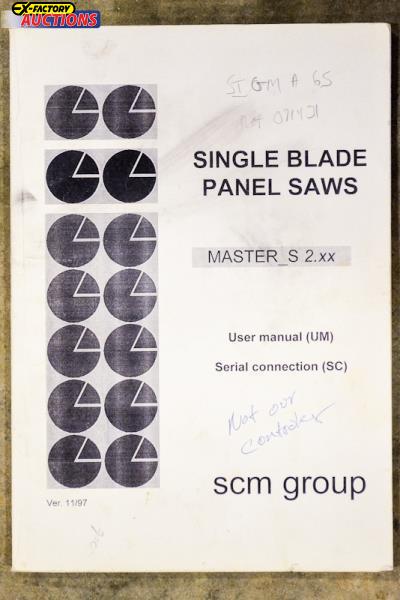 EX-FACTORY
AUCTIONS
SIGMA 65
SINGLE BLADE
PANEL SAWS
MASTER_S 2.xx
User manual (UM)
Serial connection (SC)
Not our
scm group
Ver. 11/97